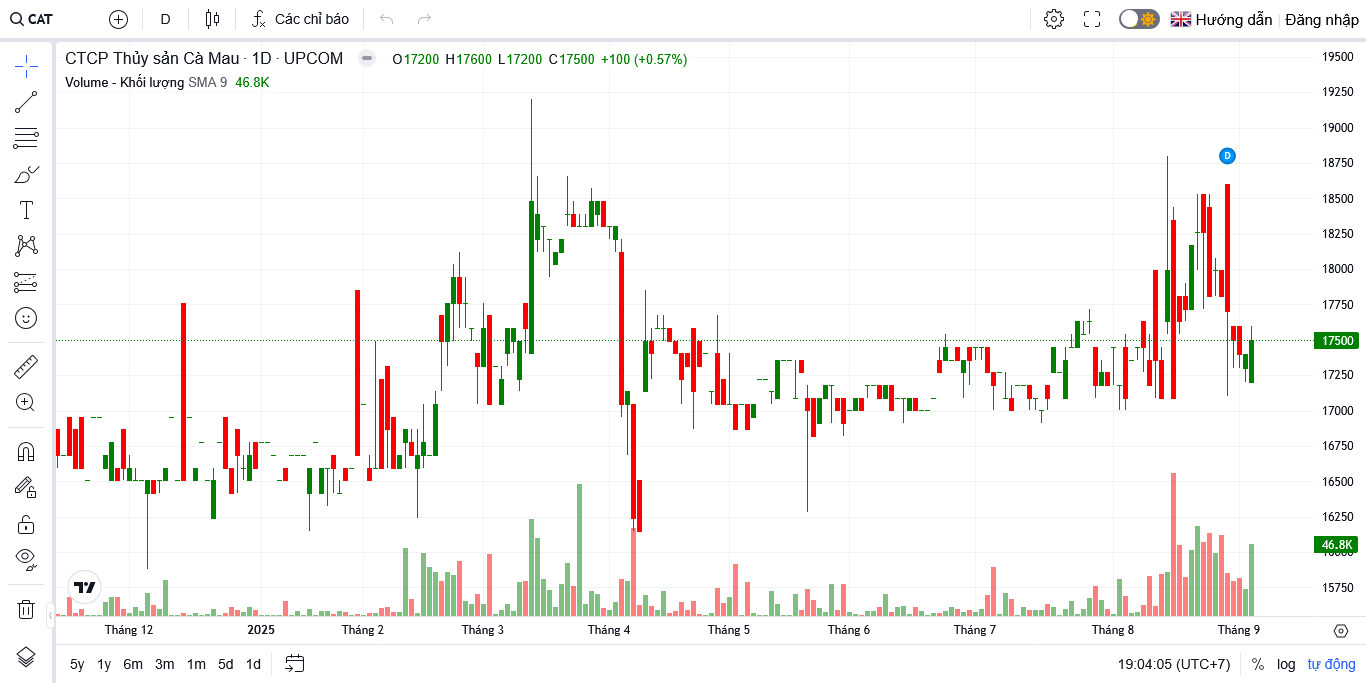 CAT D Các chỉ báo Hướng dẫn Đăng nhập
CTCP Thủy sản Cà Mau · 1D · UPCOM O17200 H17600 L17200 C17500 +100 (+0.57%)
Volume - Khối lượng SMA 9 46.8K
D
19500
19250
19000
18750
18500
18250
18000
17750
17500
17250
17000
16750
16500
16250
46.8K
16000
15750
Tháng 12 2025 Tháng 2 Tháng 3 Tháng 4 Tháng 5 Tháng 6 Tháng 7 Tháng 8 Tháng 9
5y 1y 6m 3m 1m 5d 1d 19:04:05 (UTC+7) % log tự động